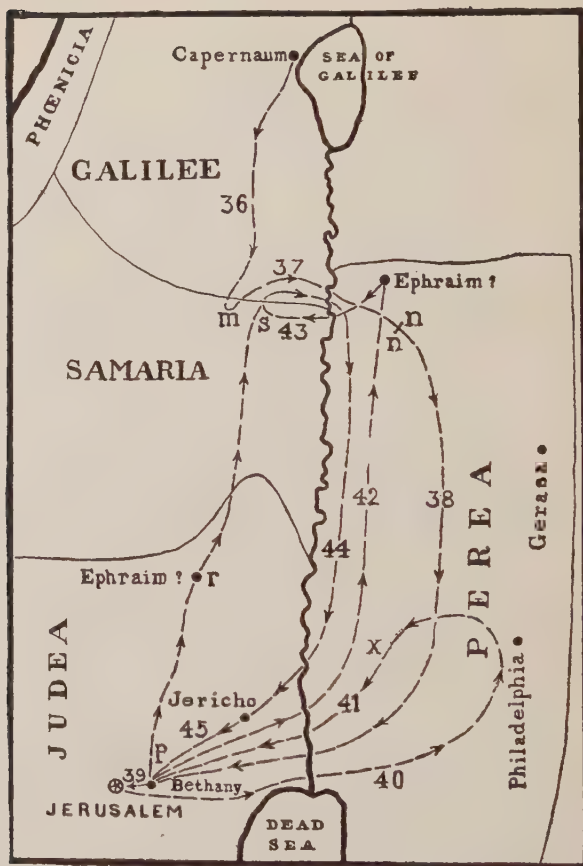 PHŒNICIA
Capernaum
SEA OF
GALILEE
GALILEE
36
37
Ephraim?
m
s
43
n
n
SAMARIA
PEREA
Gerasa
42
38
44
Ephraim?
r
x
JUDEA
Philadelphia
Jericho
41
45
p
39
Bethany
40
JERUSALEM
DEAD
SEA